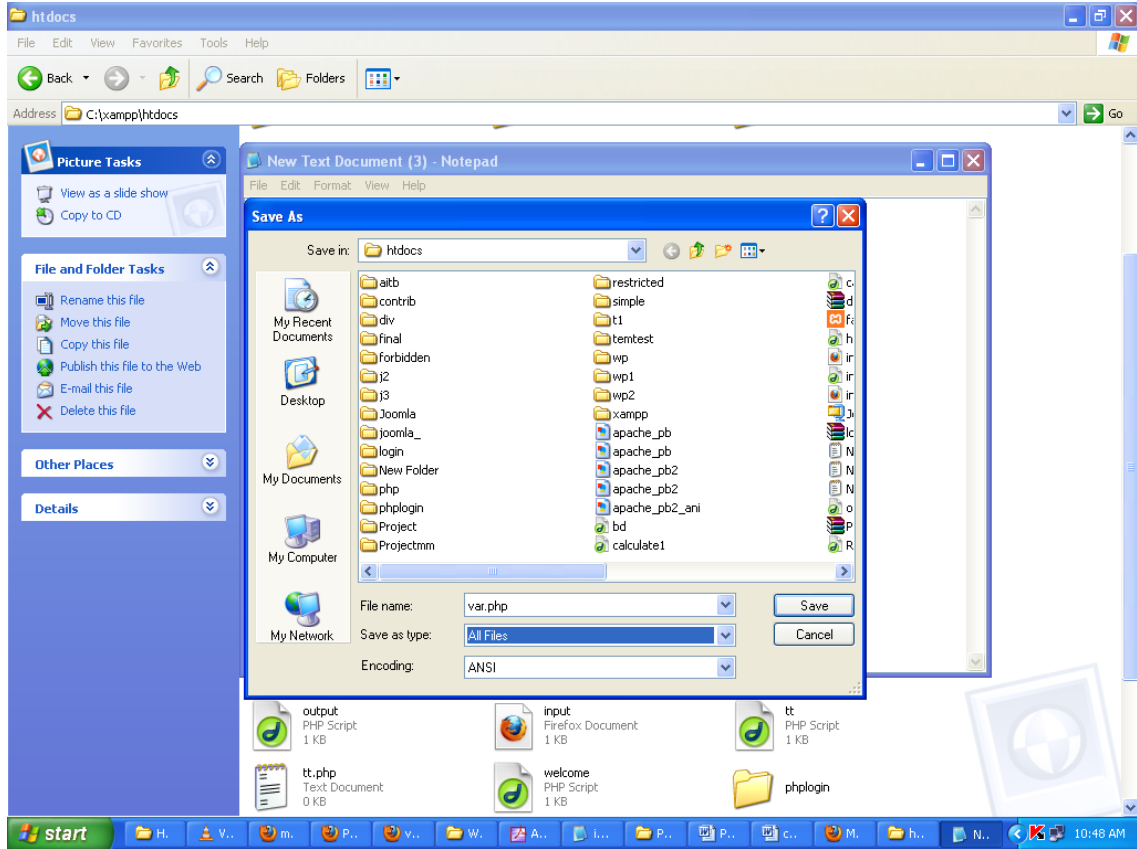 htdocs
File Edit View Favorites Tools Help
Back Search Folders
Address C:\xampp\htdocs Go
Picture Tasks
View as a slide show
Copy to CD
File and Folder Tasks
Rename this file
Move this file
Copy this file
Publish this file to the Web
E-mail this file
Delete this file
Other Places
Details
New Text Document (3) - Notepad
File Edit Format View Help
Save As
Save in: htdocs
My Recent
Documents
Desktop
My Documents
My Computer
My Network
aitb
contrib
div
final
forbidden
j2
j3
Joomla
joomla_
login
New Folder
php
phplogin
Project
Projectmm
restricted
simple
t1
temtest
wp
wp1
wp2
xampp
apache_pb
apache_pb
apache_pb2
apache_pb2
apache_pb2_ani
bd
calculate1
File name: var.php Save
Save as type: All Files Cancel
Encoding: ANSI
output
PHP Script
1 KB
input
Firefox Document
1 KB
tt
PHP Script
1 KB
tt.php
Text Document
0 KB
welcome
PHP Script
1 KB
phplogin
start H. V.. m. P.. v.. W. A.. i... P... P... c... M. h... N.. 10:48 AM